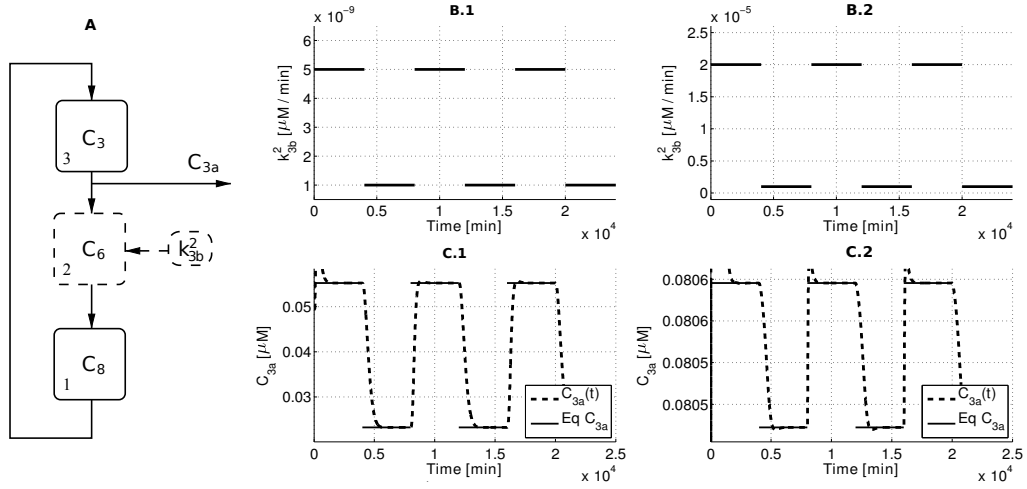 A
C3
3
C3a
C6
2
k²3b
C8
1
B.1
x 10⁻⁹
6
5
4
3
2
1
k²3b [μM / min]
0
0.5
1
1.5
2
Time [min]
x 10⁴
B.2
x 10⁻⁵
2.5
2
1.5
1
0.5
0
k²3b [μM / min]
0
0.5
1
1.5
2
Time [min]
x 10⁴
C.1
0.05
0.04
0.03
C3a [μM]
C3a(t)
Eq C3a
0
0.5
1
1.5
2
2.5
Time [min]
x 10⁴
C.2
0.0806
0.0806
0.0805
0.0805
C3a [μM]
C3a(t)
Eq C3a
0
0.5
1
1.5
2
2.5
Time [min]
x 10⁴